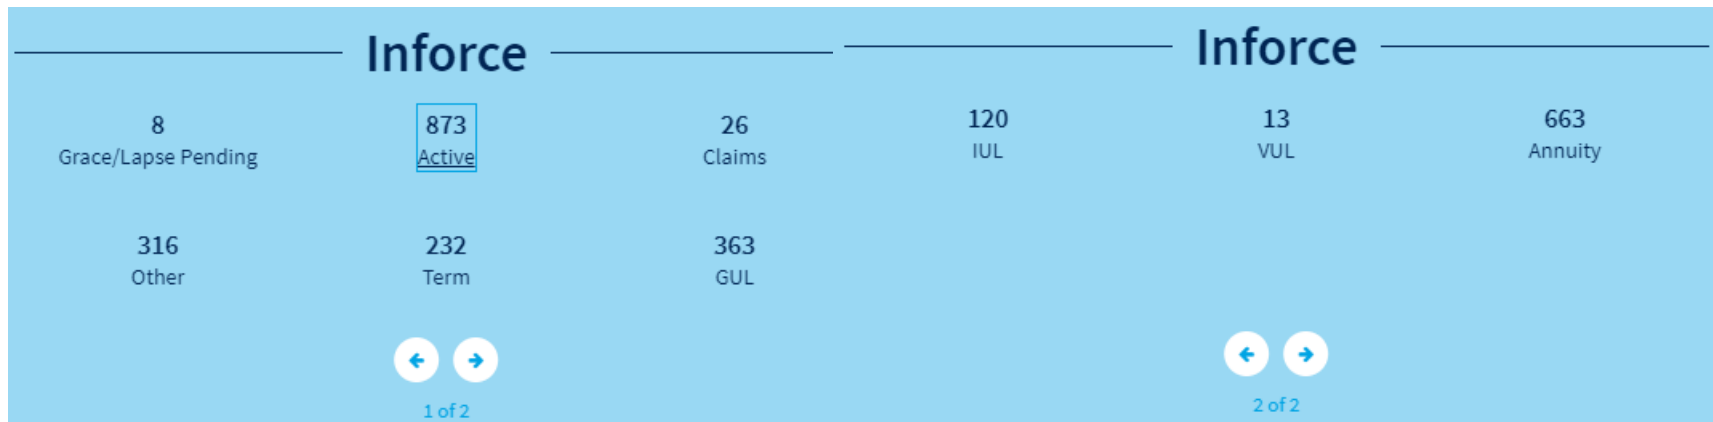 Inforce
8 873 26
Grace/Lapse Pending Active Claims
316 232 363
Other Term GUL
1 of 2
Inforce
120 13 663
IUL VUL Annuity
2 of 2